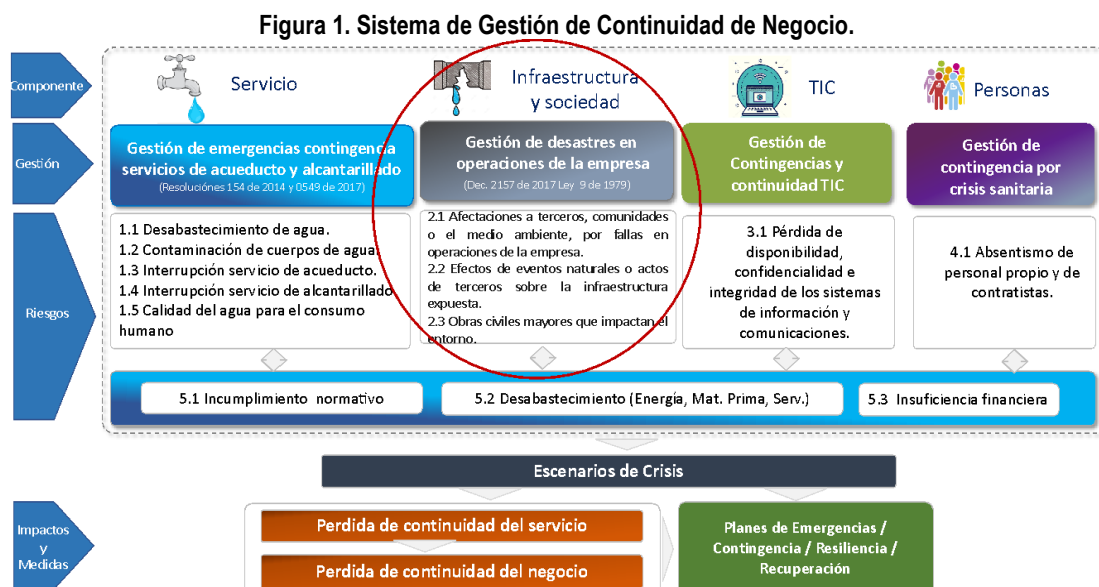 Figura 1. Sistema de Gestión de Continuidad de Negocio.
Componente
Servicio
Infraestructura
y sociedad
TIC
Personas
Gestión
Gestión de emergencias contingencia
servicios de acueducto y alcantarillado
(Resoluciónes 154 de 2014 y 0549 de 2017)
Gestión de desastres en
operaciones de la empresa
(Dec. 2157 de 2017 Ley 9 de 1979)
Gestión de
Contingencias y
continuidad TIC
Gestión de
contingencia por
crisis sanitaria
Riesgos
1.1 Desabastecimiento de agua.
1.2 Contaminación de cuerpos de agua.
1.3 Interrupción servicio de acueducto.
1.4 Interrupción servicio de alcantarillado
1.5 Calidad del agua para el consumo
humano
2.1 Afectaciones a terceros, comunidades
o el medio ambiente, por fallas en
operaciones de la empresa.
2.2 Efectos de eventos naturales o actos
de terceros sobre la infraestructura
expuesta.
2.3 Obras civiles mayores que impactan el
entorno.
3.1 Pérdida de
disponibilidad,
confidencialidad e
integridad de los sistemas
de información y
comunicaciones.
4.1 Absentismo de
personal propio y de
contratistas.
5.1 Incumplimiento normativo
5.2 Desabastecimiento (Energía, Mat. Prima, Serv.)
5.3 Insuficiencia financiera
Escenarios de Crisis
Impactos
y
Medidas
Perdida de continuidad del servicio
Perdida de continuidad del negocio
Planes de Emergencias /
Contingencia / Resiliencia /
Recuperación